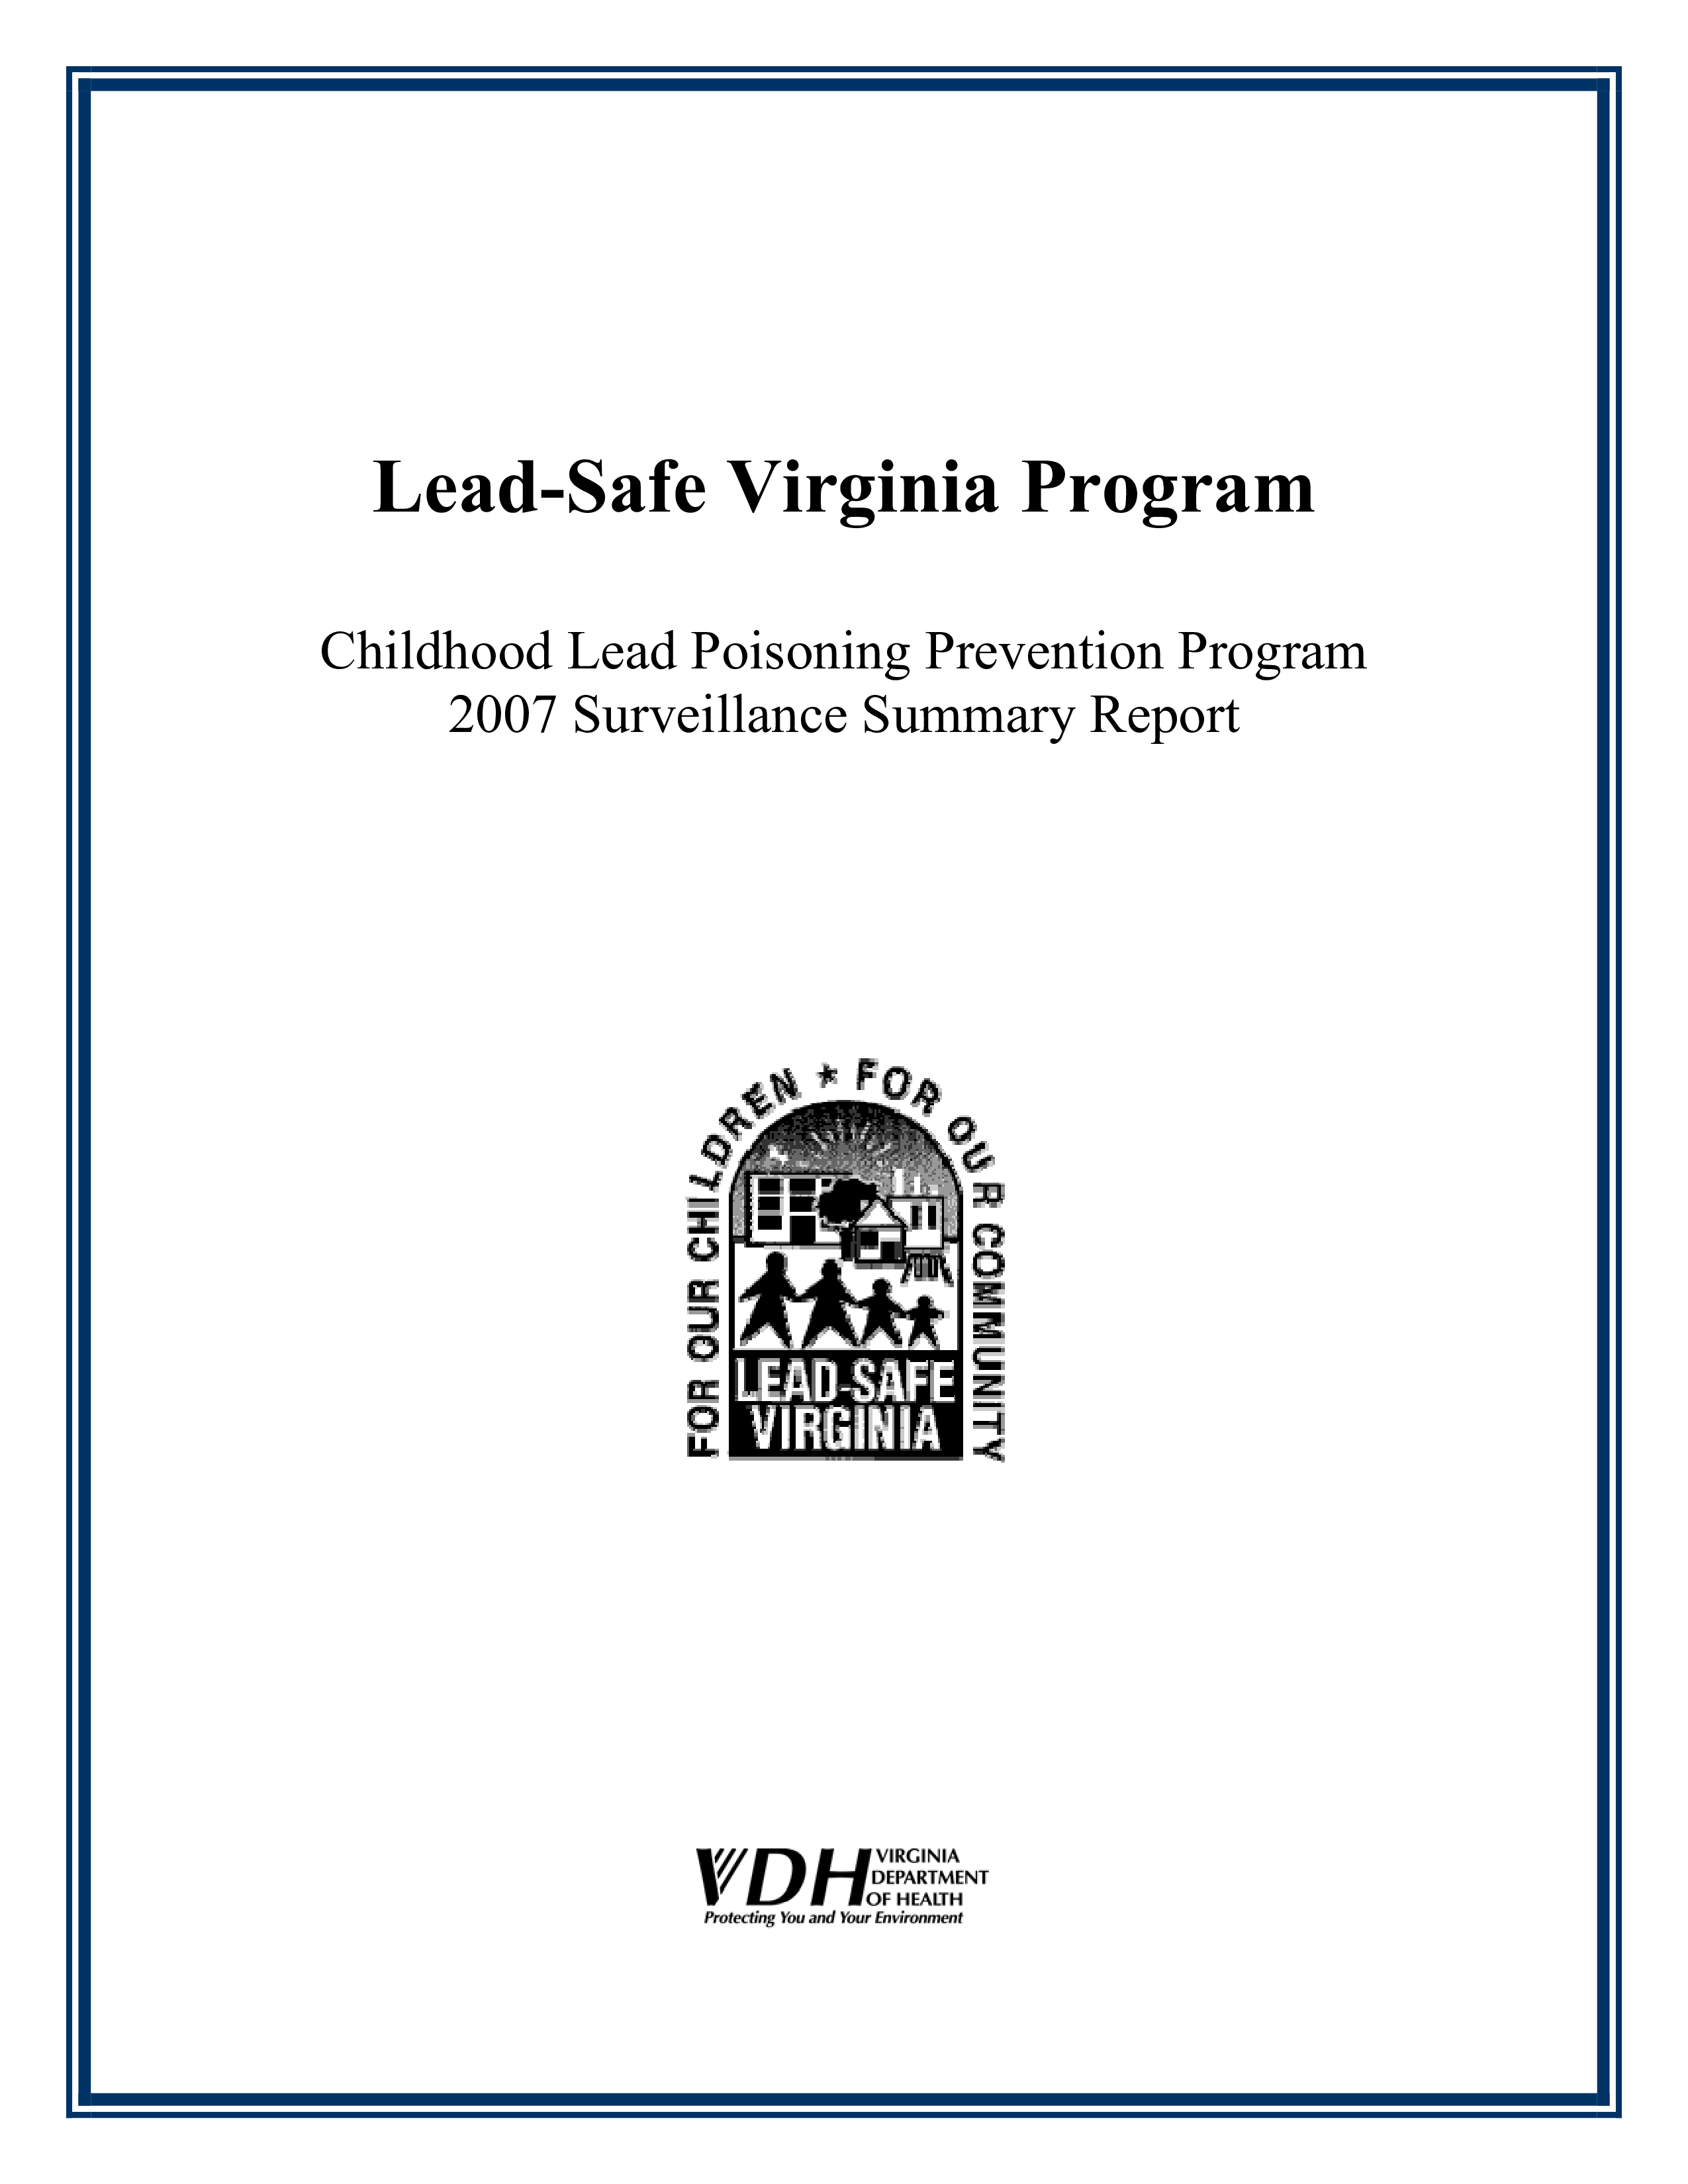 Lead-Safe Virginia Program
Childhood Lead Poisoning Prevention Program
2007 Surveillance Summary Report
FOR OUR CHILDREN ★ FOR OUR COMMUNITY
LEAD-SAFE
VIRGINIA
VDH VIRGINIA
DEPARTMENT
OF HEALTH
Protecting You and Your Environment